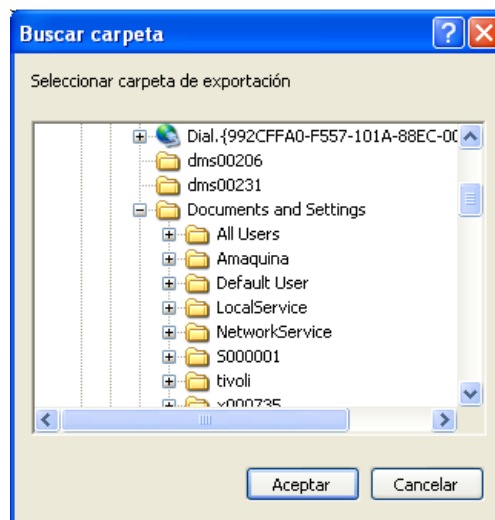 Buscar carpeta
Seleccionar carpeta de exportación
Dial.{992CFFA0-F557-101A-88EC-00
dms00206
dms00231
Documents and Settings
All Users
Amaquina
Default User
LocalService
NetworkService
S000001
tivoli
x000735
Aceptar Cancelar